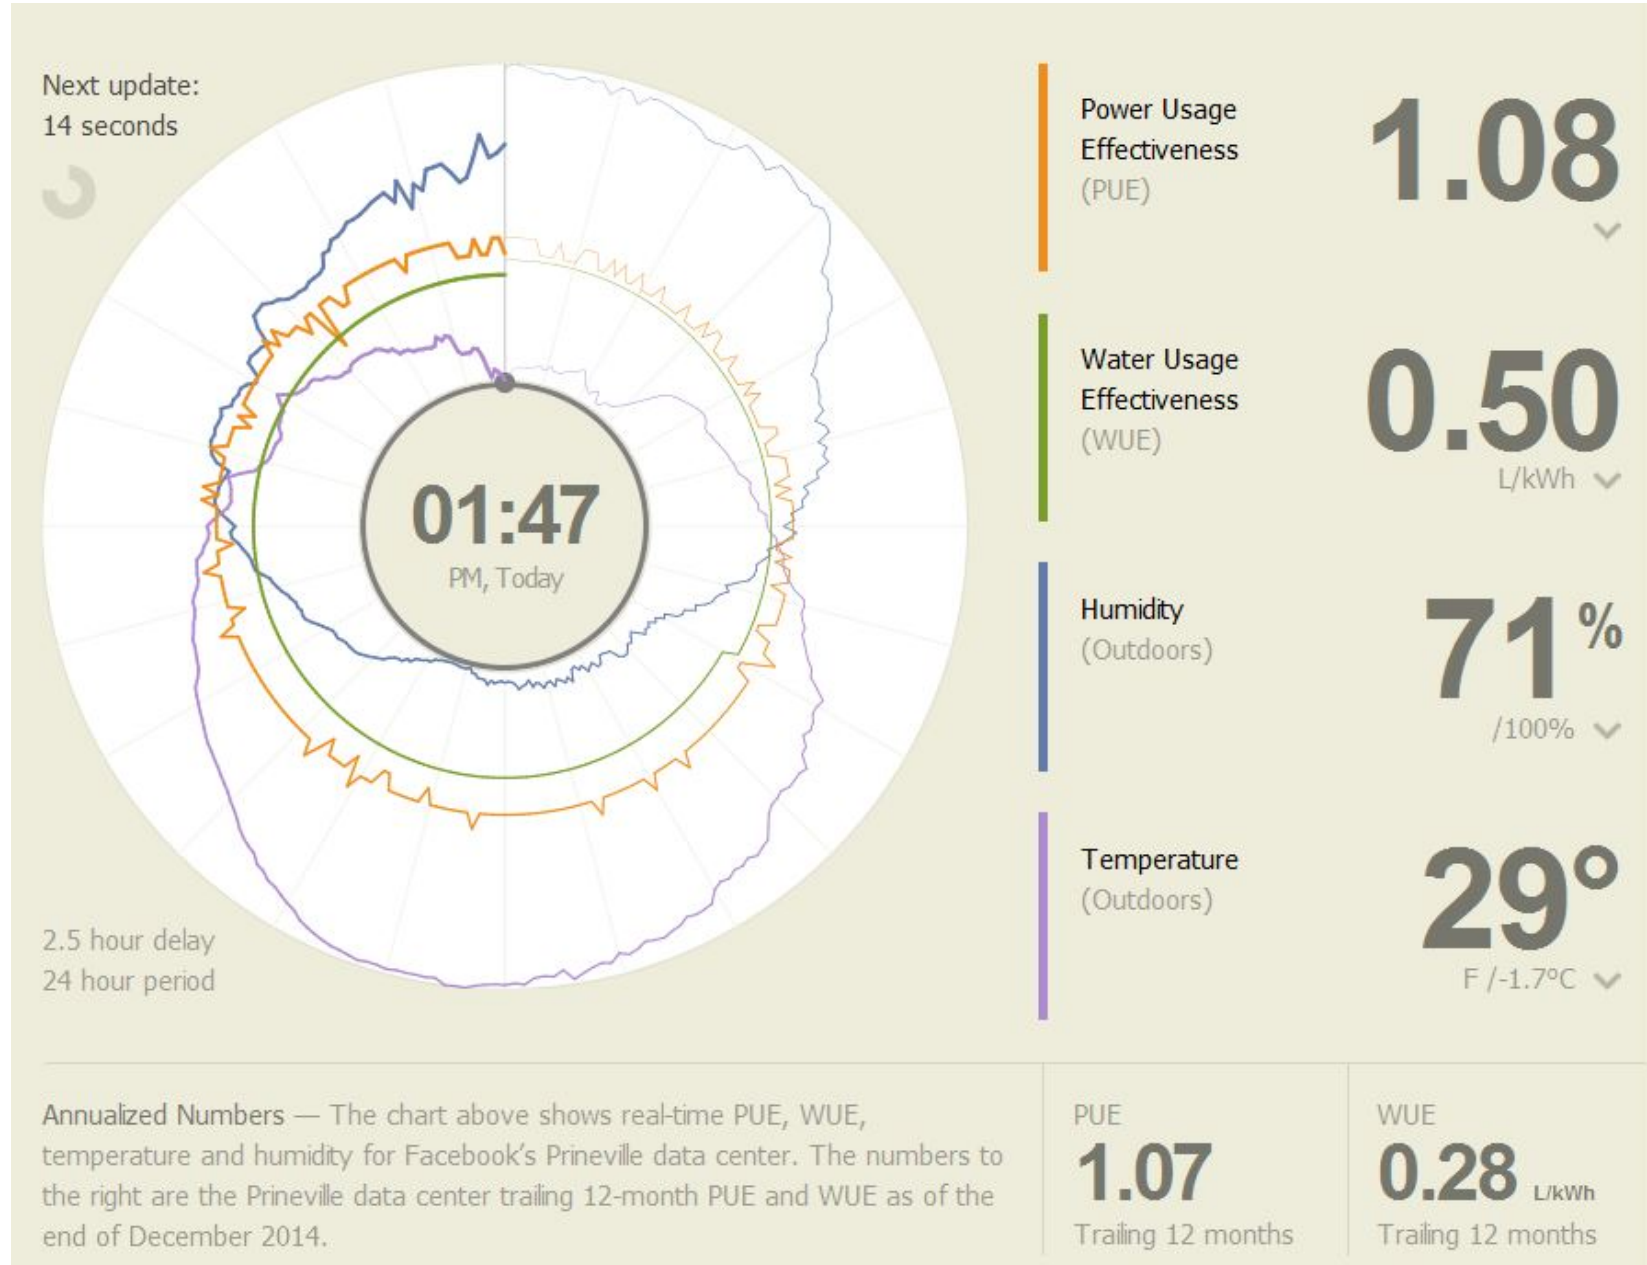 Next update:
14 seconds
01:47
PM, Today
2.5 hour delay
24 hour period
Power Usage
Effectiveness
(PUE)
1.08
Water Usage
Effectiveness
(WUE)
0.50
L/kWh
Humidity
(Outdoors)
71%
/100%
Temperature
(Outdoors)
29°
F /-1.7°C
Annualized Numbers — The chart above shows real-time PUE, WUE,
temperature and humidity for Facebook's Prineville data center. The numbers to
the right are the Prineville data center trailing 12-month PUE and WUE as of the
end of December 2014.
PUE
1.07
Trailing 12 months
WUE
0.28 L/kWh
Trailing 12 months